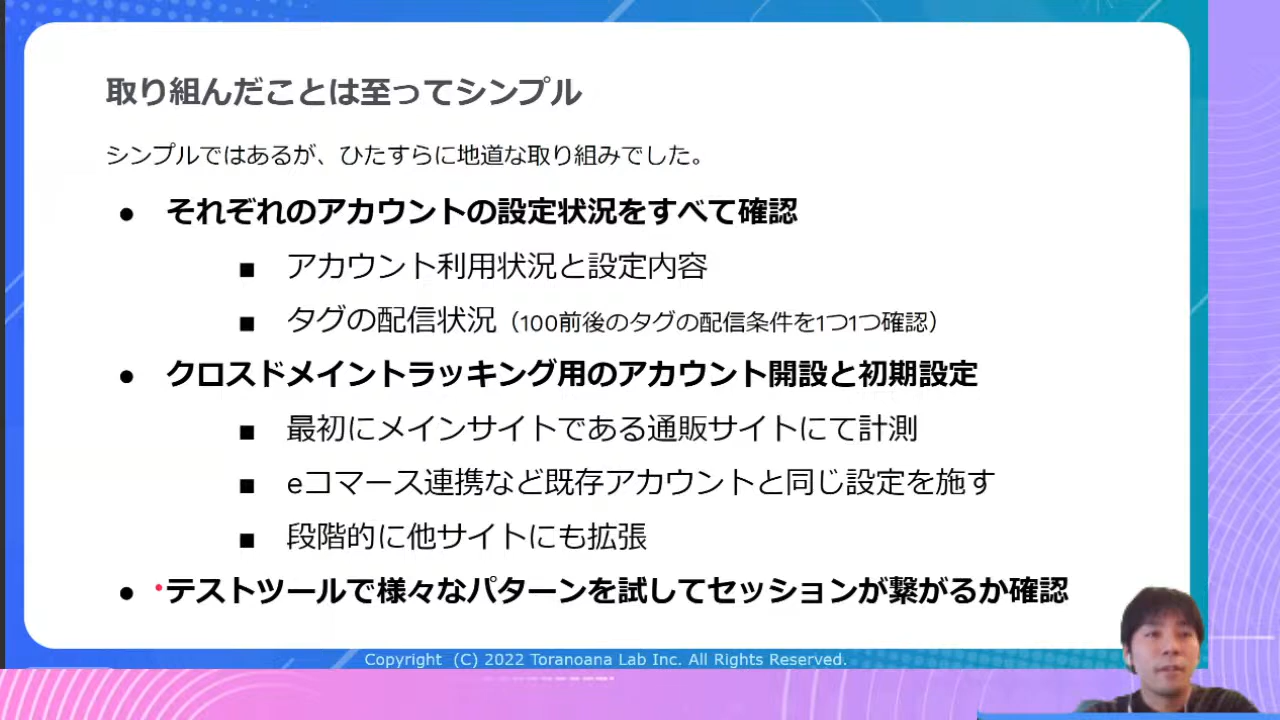 取り組んだことは至ってシンプル
シンプルではあるが、ひたすらに地道な取り組みでした。
● それぞれのアカウントの設定状況をすべて確認
■ アカウント利用状況と設定内容
■ タグの配信状況（100前後のタグの配信条件を1つ1つ確認）
● クロスドメイントラッキング用のアカウント開設と初期設定
■ 最初にメインサイトである通販サイトにて計測
■ eコマース連携など既存アカウントと同じ設定を施す
■ 段階的に他サイトにも拡張
● テストツールで様々なパターンを試してセッションが繋がるか確認
Copyright (C) 2022 Toranoana Lab Inc. All Rights Reserved.